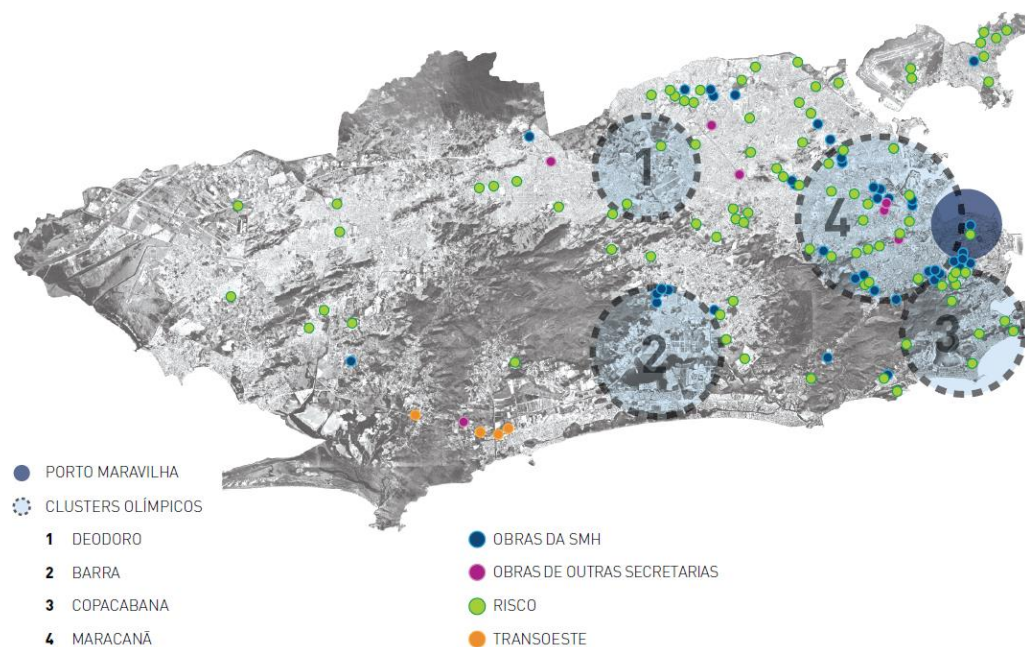 1
4
2
3
PORTO MARAVILHA
CLUSTERS OLÍMPICOS
1 DEODORO
2 BARRA
3 COPACABANA
4 MARACANÃ
OBRAS DA SMH
OBRAS DE OUTRAS SECRETARIAS
RISCO
TRANSOESTE